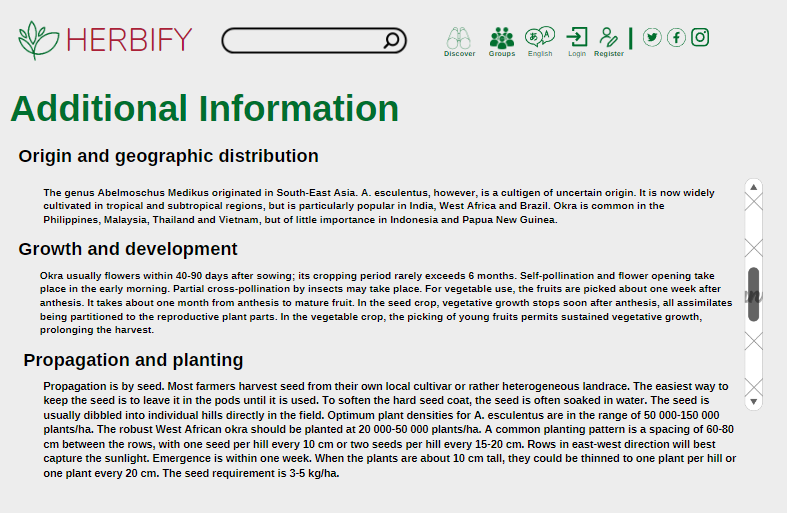 HERBIFY
Discover
Groups
English
Login
Register
Additional Information
Origin and geographic distribution
The genus Abelmoschus Medikus originated in South-East Asia. A. esculentus, however, is a cultigen of uncertain origin. It is now widely
cultivated in tropical and subtropical regions, but is particularly popular in India, West Africa and Brazil. Okra is common in the
Philippines, Malaysia, Thailand and Vietnam, but of little importance in Indonesia and Papua New Guinea.
Growth and development
Okra usually flowers within 40-90 days after sowing; its cropping period rarely exceeds 6 months. Self-pollination and flower opening take
place in the early morning. Partial cross-pollination by insects may take place. For vegetable use, the fruits are picked about one week after
anthesis. It takes about one month from anthesis to mature fruit. In the seed crop, vegetative growth stops soon after anthesis, all assimilates
being partitioned to the reproductive plant parts. In the vegetable crop, the picking of young fruits permits sustained vegetative growth,
prolonging the harvest.
Propagation and planting
Propagation is by seed. Most farmers harvest seed from their own local cultivar or rather heterogeneous landrace. The easiest way to
keep the seed is to leave it in the pods until it is used. To soften the hard seed coat, the seed is often soaked in water. The seed is
usually dibbled into individual hills directly in the field. Optimum plant densities for A. esculentus are in the range of 50 000-150 000
plants/ha. The robust West African okra should be planted at 20 000-50 000 plants/ha. A common planting pattern is a spacing of 60-80
cm between the rows, with one seed per hill every 10 cm or two seeds per hill every 15-20 cm. Rows in east-west direction will best
capture the sunlight. Emergence is within one week. When the plants are about 10 cm tall, they could be thinned to one plant per hill or
one plant every 20 cm. The seed requirement is 3-5 kg/ha.